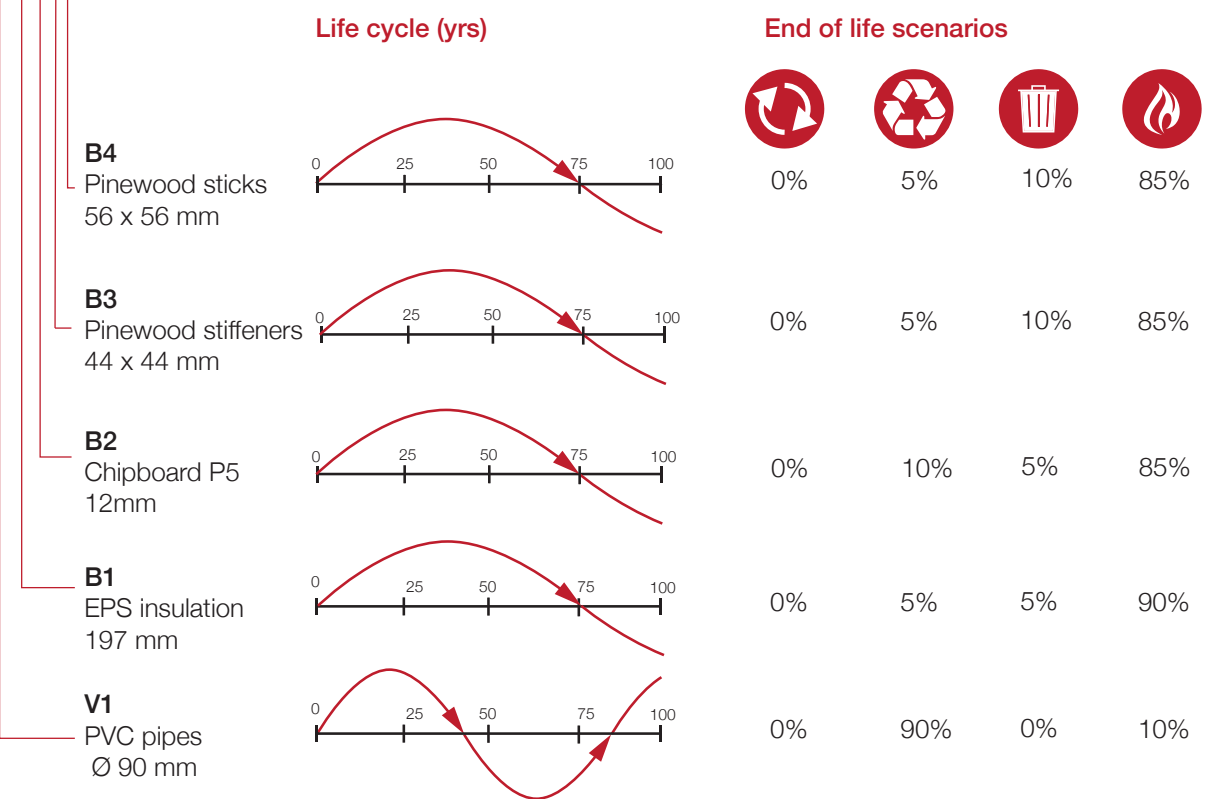 Life cycle (yrs) End of life scenarios
B4
Pinewood sticks
56 x 56 mm
0 25 50 75 100
0% 5% 10% 85%
B3
Pinewood stiffeners
44 x 44 mm
0 25 50 75 100
0% 5% 10% 85%
B2
Chipboard P5
12mm
0 25 50 75 100
0% 10% 5% 85%
B1
EPS insulation
197 mm
0 25 50 75 100
0% 5% 5% 90%
V1
PVC pipes
Ø 90 mm
0 25 50 75 100
0% 90% 0% 10%